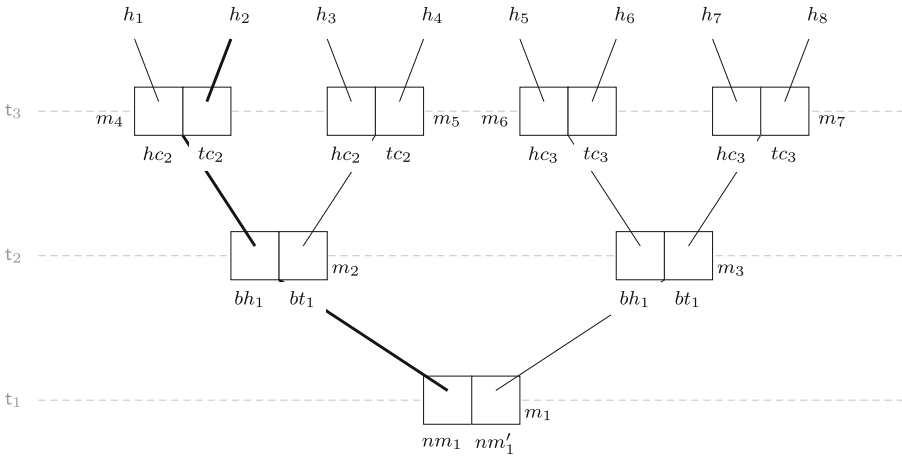 h₁ h₂ h₃ h₄ h₅ h₆ h₇ h₈
t₃ m₄ m₅ m₆ m₇
hc₂ tc₂ hc₂ tc₂ hc₃ tc₃ hc₃ tc₃
t₂ m₂ m₃
bh₁ bt₁ bh₁ bt₁
t₁ m₁
nm₁ nm′₁